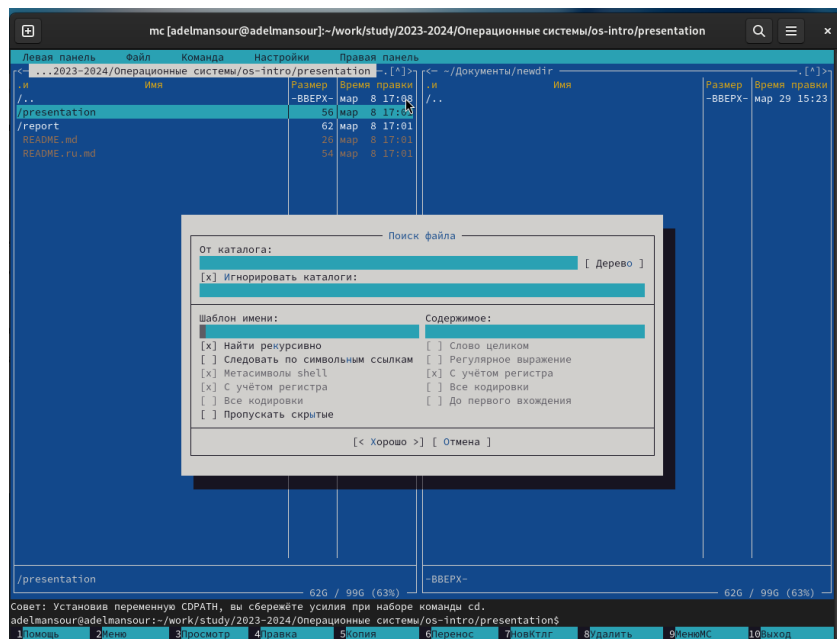 mc [adelmansour@adelmansour]:~/work/study/2023-2024/Операционные системы/os-intro/presentation
Левая панель Файл Команда Настройки Правая панель
<— ...2023-2024/Операционные системы/os-intro/presentation —.[^]>
.и Имя Размер Время правки
/.. -ВВЕРХ- мар 8 17:08
/presentation 56 мар 8 17:01
/report 62 мар 8 17:01
README.md 26 мар 8 17:01
README.ru.md 54 мар 8 17:01
<— ~/Документы/newdir —.[^]>
.и Имя Размер Время правки
/.. -ВВЕРХ- мар 29 15:23
Поиск файла
От каталога:
[ Дерево ]
[x] Игнорировать каталоги:
Шаблон имени:
[x] Найти рекурсивно
[ ] Следовать по символьным ссылкам
[x] Метасимволы shell
[x] С учётом регистра
[ ] Все кодировки
[ ] Пропускать скрытые
Содержимое:
[ ] Слово целиком
[ ] Регулярное выражение
[x] С учётом регистра
[ ] Все кодировки
[ ] До первого вхождения
[< Хорошо >] [ Отмена ]
/presentation
62G / 99G (63%)
-ВВЕРХ-
62G / 99G (63%)
Совет: Установив переменную CDPATH, вы сбережёте усилия при наборе команды cd.
adelmansour@adelmansour:~/work/study/2023-2024/Операционные системы/os-intro/presentation$
1Помощь 2Меню 3Просмотр 4Правка 5Копия 6Перенос 7НовКтлг 8Удалить 9МенюMC 10Выход